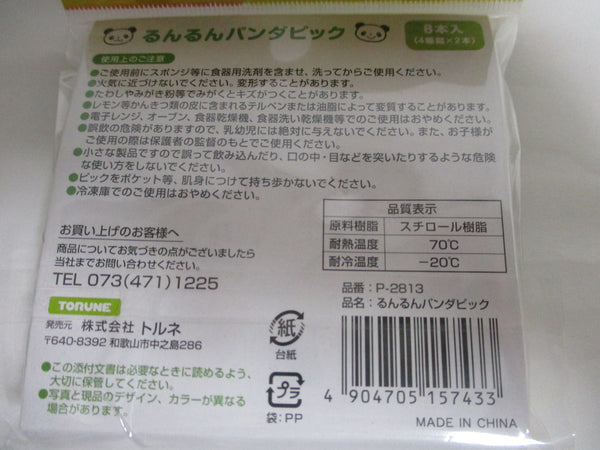 るんるんパンダピック
8本入
(4種類×2本)
使用上のご注意
●ご使用前にスポンジ等に食器用洗剤を含ませ、洗ってからご使用ください。
●火気に近づけないでください。変形することがあります。
●たわしやみがき粉等でみがくとキズがつくことがあります。
●レモン等かんきつ類の皮に含まれるテルペンまたは油脂によって変質することがあります。
●電子レンジ、オーブン、食器乾燥機、食器洗い乾燥機等でのご使用はおやめください。
●誤飲の危険がありますので、乳幼児には絶対に与えないでください。また、お子様が
ご使用の際は保護者の監督のもとでご使用ください。
●小さな製品ですので誤って飲み込んだり、口の中・目などを突いたりするような危険
な使い方をしないでください。
●ピックをポケット等、肌身につけて持ち歩かないでください。
●冷凍庫でのご使用はおやめください。
お買い上げのお客様へ
商品についてお気づきの点がございましたら
当社までお問い合わせください。
TEL 073(471)1225
TORUNE
発売元 株式会社 トルネ
〒640-8392 和歌山市中之島286
●この添付文書は必要なときに読めるよう、
大切に保管してください。
●写真と現品のデザイン、カラーが異なる
場合があります。
品質表示
原料樹脂 スチロール樹脂
耐熱温度 70℃
耐冷温度 −20℃
品番:P-2813
品名:るんるんパンダピック
紙
台紙
プラ
袋:PP
4 904705 157433
MADE IN CHINA